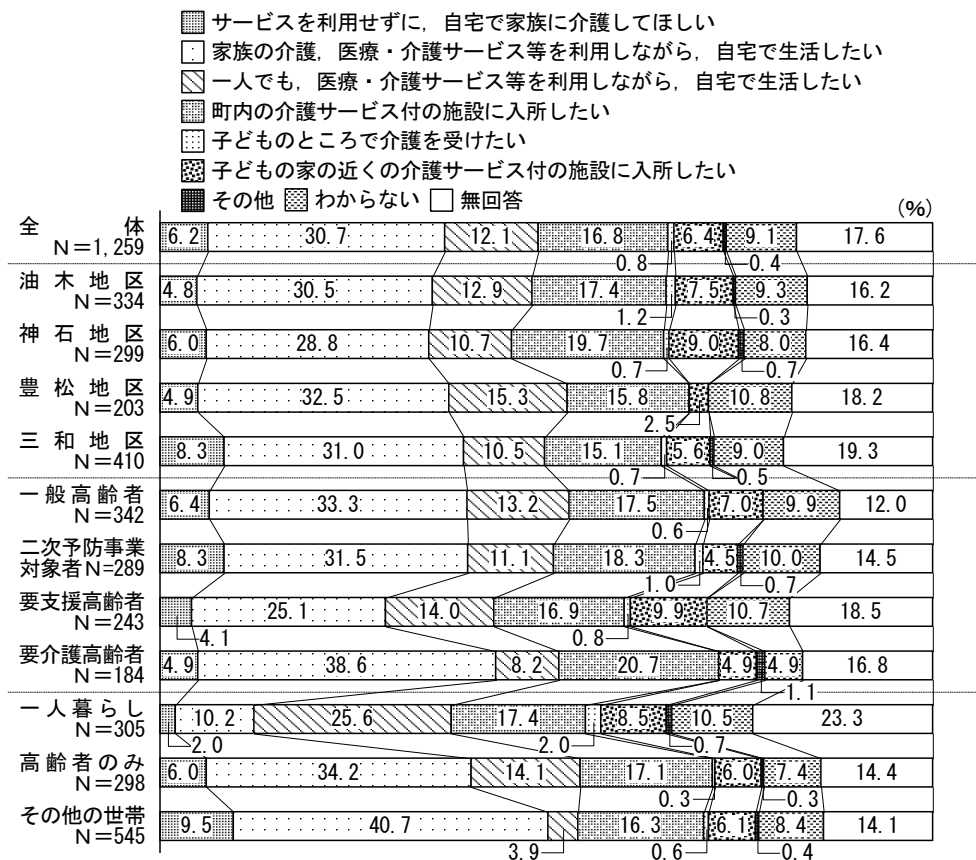 サービスを利用せずに，自宅で家族に介護してほしい
家族の介護，医療・介護サービス等を利用しながら，自宅で生活したい
一人でも，医療・介護サービス等を利用しながら，自宅で生活したい
町内の介護サービス付の施設に入所したい
子どものところで介護を受けたい
子どもの家の近くの介護サービス付の施設に入所したい
その他 わからない 無回答
(%)
全体
N＝1,259
6.2 30.7 12.1 16.8 6.4 9.1 17.6
0.8 0.4
油木地区
N＝334
4.8 30.5 12.9 17.4 7.5 9.3 16.2
1.2 0.3
神石地区
N＝299
6.0 28.8 10.7 19.7 9.0 8.0 16.4
0.7 0.7
豊松地区
N＝203
4.9 32.5 15.3 15.8 10.8 18.2
2.5
三和地区
N＝410
8.3 31.0 10.5 15.1 5.6 9.0 19.3
0.7 0.5
一般高齢者
N＝342
6.4 33.3 13.2 17.5 7.0 9.9 12.0
0.6
二次予防事業
対象者N=289
8.3 31.5 11.1 18.3 4.5 10.0 14.5
1.0 0.7
要支援高齢者
N＝243
25.1 14.0 16.9 9.9 10.7 18.5
4.1 0.8
要介護高齢者
N＝184
4.9 38.6 8.2 20.7 4.9 4.9 16.8
1.1
一人暮らし
N＝305
10.2 25.6 17.4 8.5 10.5 23.3
2.0 2.0 0.7
高齢者のみ
N＝298
6.0 34.2 14.1 17.1 6.0 7.4 14.4
0.3 0.3
その他の世帯
N＝545
9.5 40.7 16.3 6.1 8.4 14.1
3.9 0.6 0.4